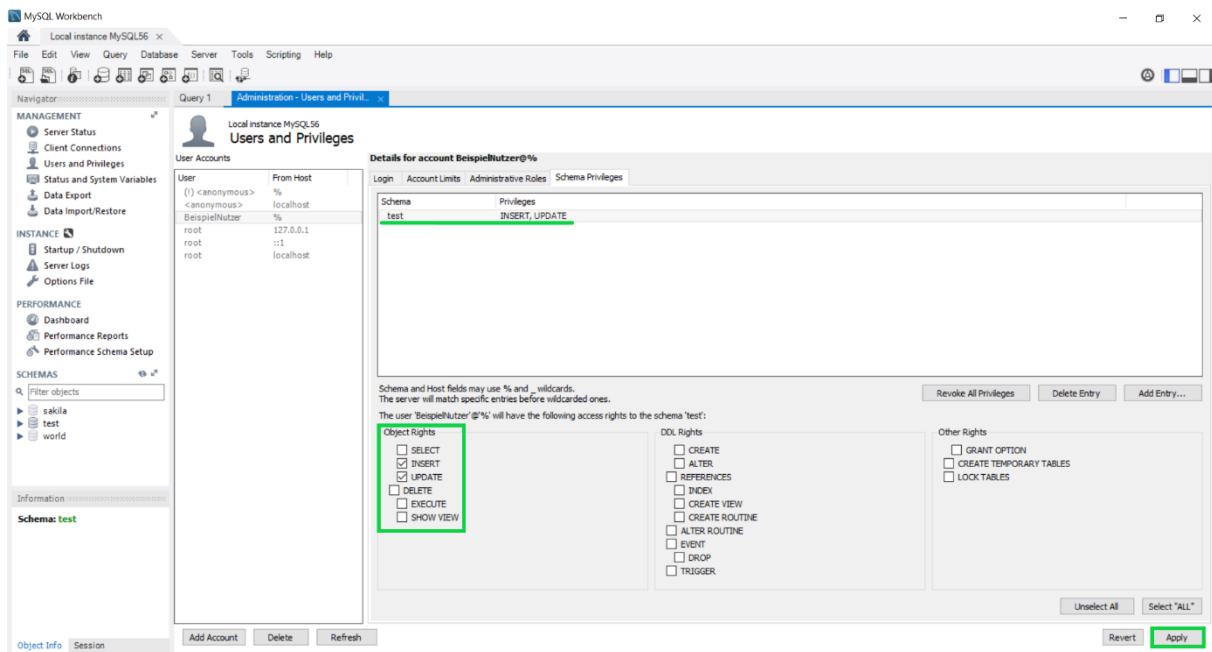 MySQL Workbench
Local instance MySQL56
File Edit View Query Database Server Tools Scripting Help
Navigator
MANAGEMENT
Server Status
Client Connections
Users and Privileges
Status and System Variables
Data Export
Data Import/Restore
INSTANCE
Startup / Shutdown
Server Logs
Options File
PERFORMANCE
Dashboard
Performance Reports
Performance Schema Setup
SCHEMAS
Filter objects
sakila
test
world
Information
Schema: test
Object Info Session
Query 1 Administration - Users and Privil...
Local instance MySQL56
Users and Privileges
User Accounts
User From Host
(!) <anonymous> %
<anonymous> localhost
BeispielNutzer %
root 127.0.0.1
root ::1
root localhost
Add Account Delete Refresh
Details for account BeispielNutzer@%
Login Account Limits Administrative Roles Schema Privileges
Schema Privileges
test INSERT, UPDATE
Schema and Host fields may use % and _ wildcards.
The server will match specific entries before wildcarded ones.
Revoke All Privileges Delete Entry Add Entry...
The user 'BeispielNutzer'@'%' will have the following access rights to the schema 'test':
Object Rights
SELECT
INSERT
UPDATE
DELETE
EXECUTE
SHOW VIEW
DDL Rights
CREATE
ALTER
REFERENCES
INDEX
CREATE VIEW
CREATE ROUTINE
ALTER ROUTINE
EVENT
DROP
TRIGGER
Other Rights
GRANT OPTION
CREATE TEMPORARY TABLES
LOCK TABLES
Unselect All Select "ALL"
Revert Apply